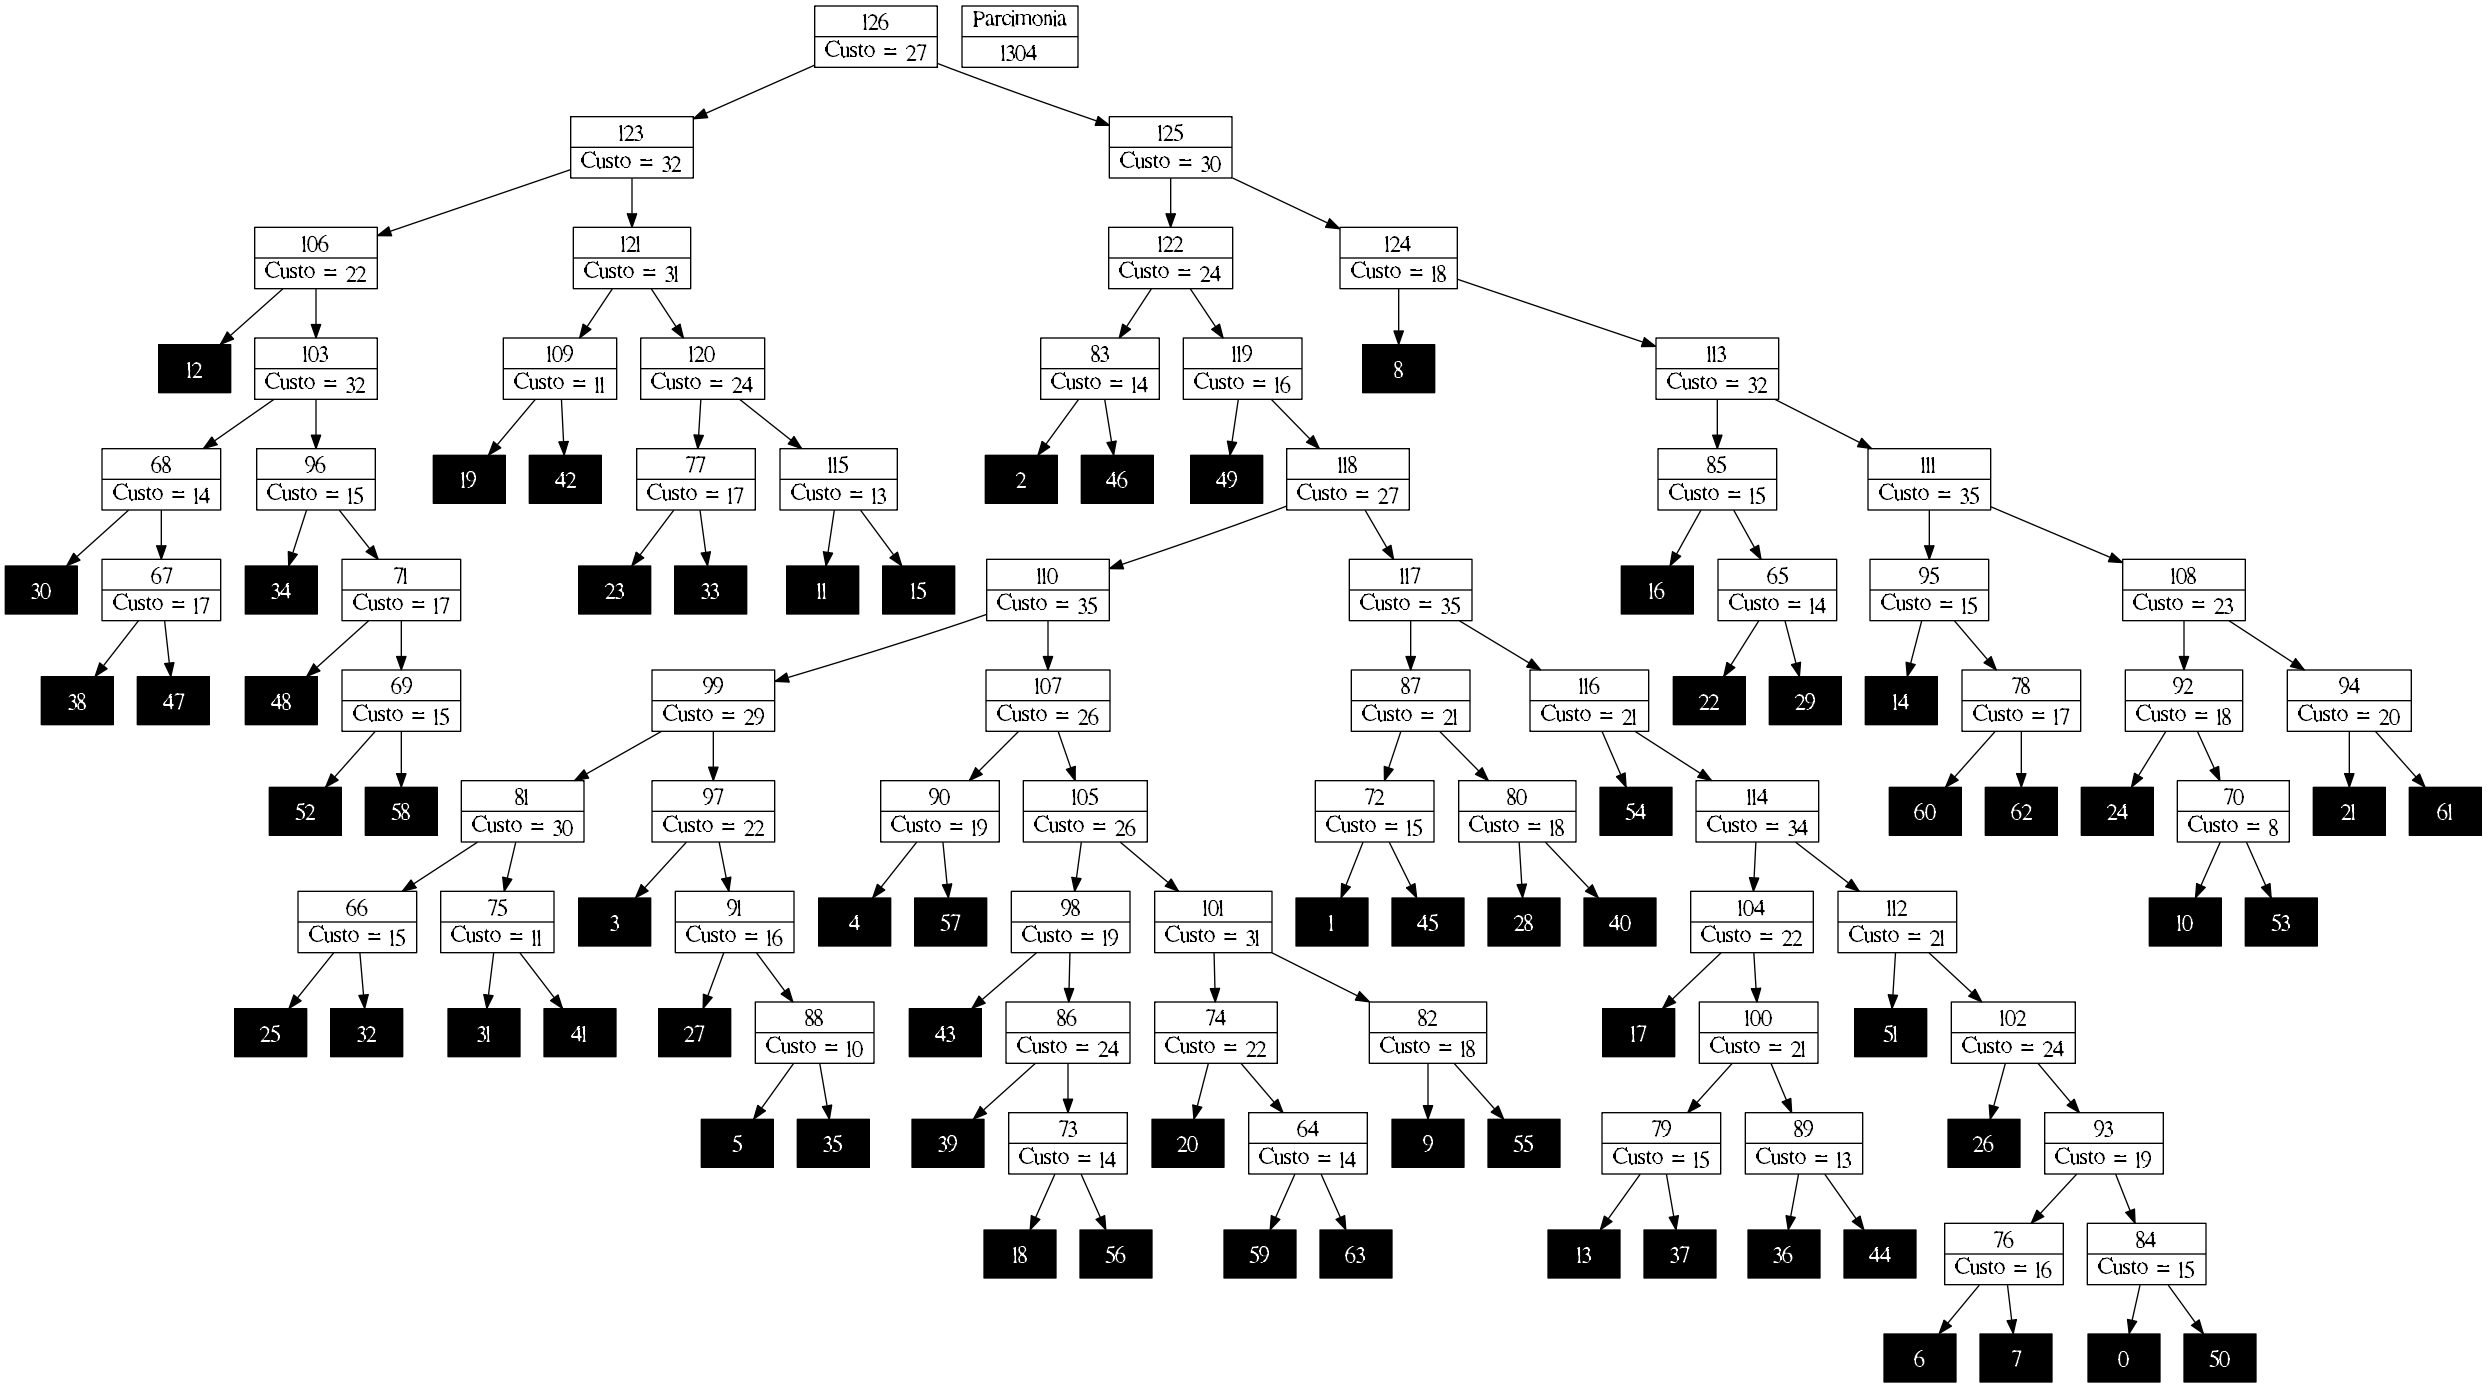 126
Custo = 27
Parcimonia
1304
123
Custo = 32
125
Custo = 30
106
Custo = 22
121
Custo = 31
122
Custo = 24
124
Custo = 18
12
103
Custo = 32
109
Custo = 11
120
Custo = 24
83
Custo = 14
119
Custo = 16
8
113
Custo = 32
68
Custo = 14
96
Custo = 15
19
42
77
Custo = 17
115
Custo = 13
2
46
49
118
Custo = 27
85
Custo = 15
111
Custo = 35
30
67
Custo = 17
34
71
Custo = 17
23
33
11
15
110
Custo = 35
117
Custo = 35
16
65
Custo = 14
95
Custo = 15
108
Custo = 23
38
47
48
69
Custo = 15
99
Custo = 29
107
Custo = 26
87
Custo = 21
116
Custo = 21
22
29
14
78
Custo = 17
92
Custo = 18
94
Custo = 20
52
58
81
Custo = 30
97
Custo = 22
90
Custo = 19
105
Custo = 26
72
Custo = 15
80
Custo = 18
54
114
Custo = 34
60
62
24
70
Custo = 8
21
61
66
Custo = 15
75
Custo = 11
3
91
Custo = 16
4
57
98
Custo = 19
101
Custo = 31
1
45
28
40
104
Custo = 22
112
Custo = 21
10
53
25
32
31
41
27
88
Custo = 10
43
86
Custo = 24
74
Custo = 22
82
Custo = 18
17
100
Custo = 21
51
102
Custo = 24
5
35
39
73
Custo = 14
20
64
Custo = 14
9
55
79
Custo = 15
89
Custo = 13
26
93
Custo = 19
18
56
59
63
13
37
36
44
76
Custo = 16
84
Custo = 15
6
7
0
50